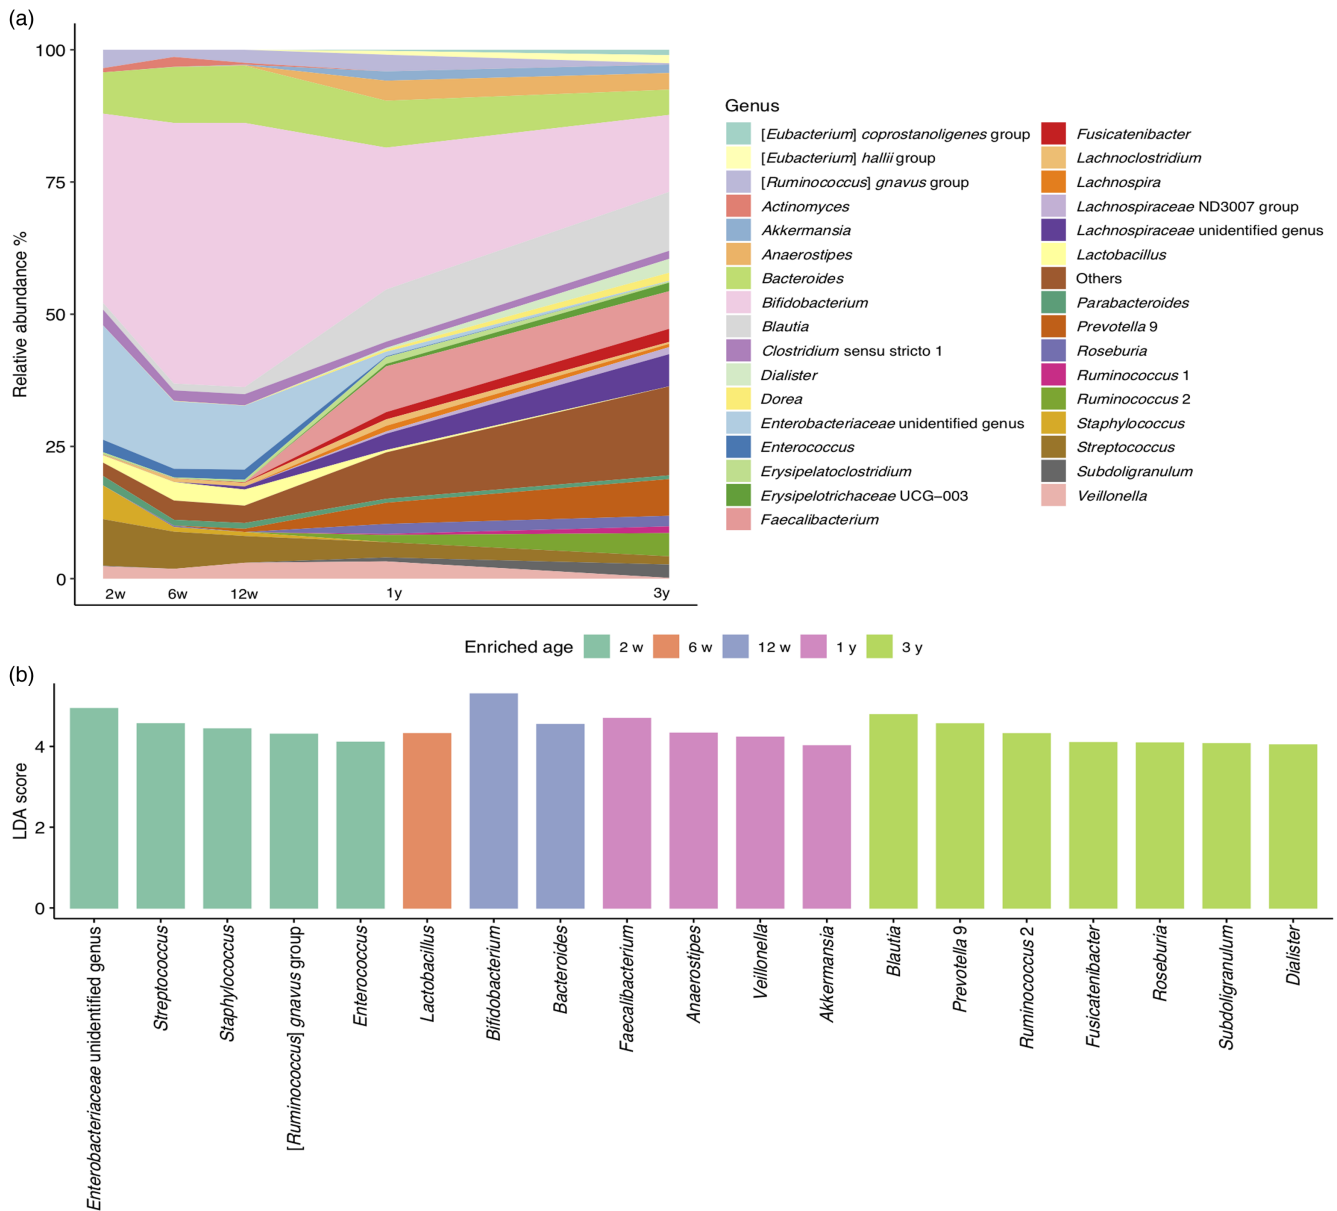 (a)
100
75
50
25
0
Relative abundance %
2w 6w 12w 1y 3y
Genus
[Eubacterium] coprostanoligenes group
[Eubacterium] hallii group
[Ruminococcus] gnavus group
Actinomyces
Akkermansia
Anaerostipes
Bacteroides
Bifidobacterium
Blautia
Clostridium sensu stricto 1
Dialister
Dorea
Enterobacteriaceae unidentified genus
Enterococcus
Erysipelatoclostridium
Erysipelotrichaceae UCG−003
Faecalibacterium
Fusicatenibacter
Lachnoclostridium
Lachnospira
Lachnospiraceae ND3007 group
Lachnospiraceae unidentified genus
Lactobacillus
Others
Parabacteroides
Prevotella 9
Roseburia
Ruminococcus 1
Ruminococcus 2
Staphylococcus
Streptococcus
Subdoligranulum
Veillonella
Enriched age 2 w 6 w 12 w 1 y 3 y
(b)
4
2
0
LDA score
Enterobacteriaceae unidentified genus
Streptococcus
Staphylococcus
[Ruminococcus] gnavus group
Enterococcus
Lactobacillus
Bifidobacterium
Bacteroides
Faecalibacterium
Anaerostipes
Veillonella
Akkermansia
Blautia
Prevotella 9
Ruminococcus 2
Fusicatenibacter
Roseburia
Subdoligranulum
Dialister